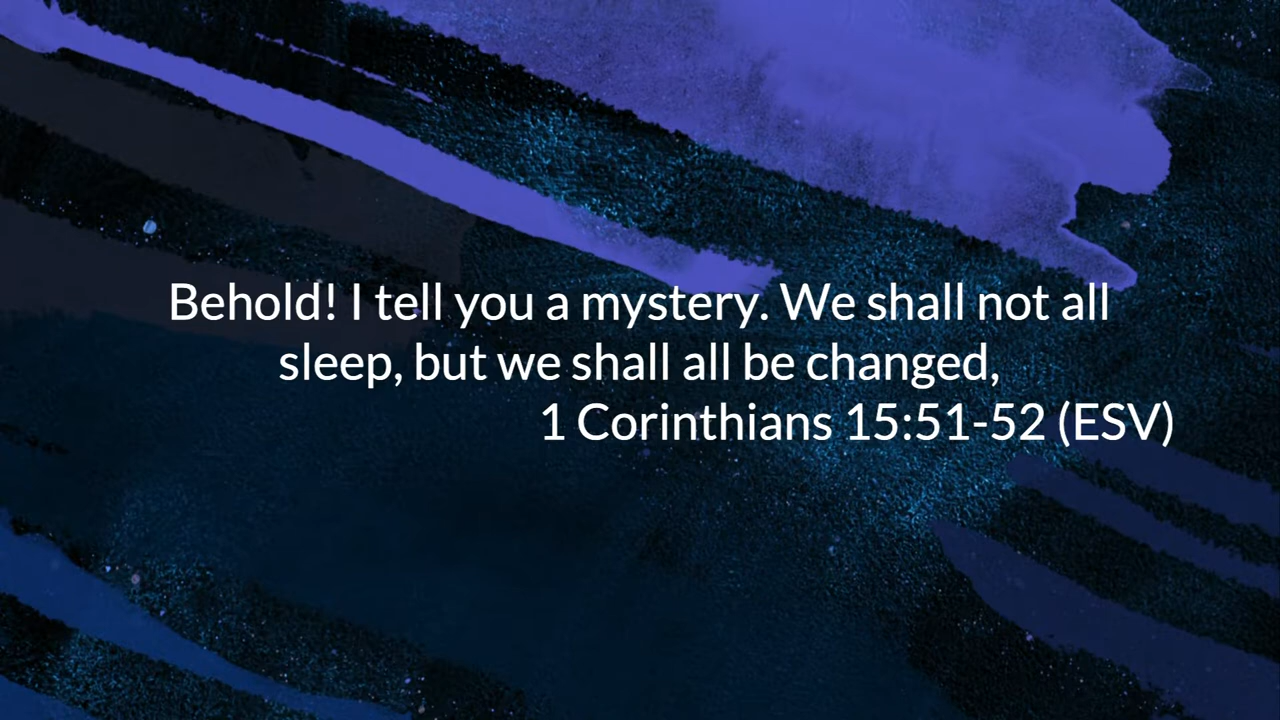 Behold! I tell you a mystery. We shall not all
sleep, but we shall all be changed,
1 Corinthians 15:51-52 (ESV)